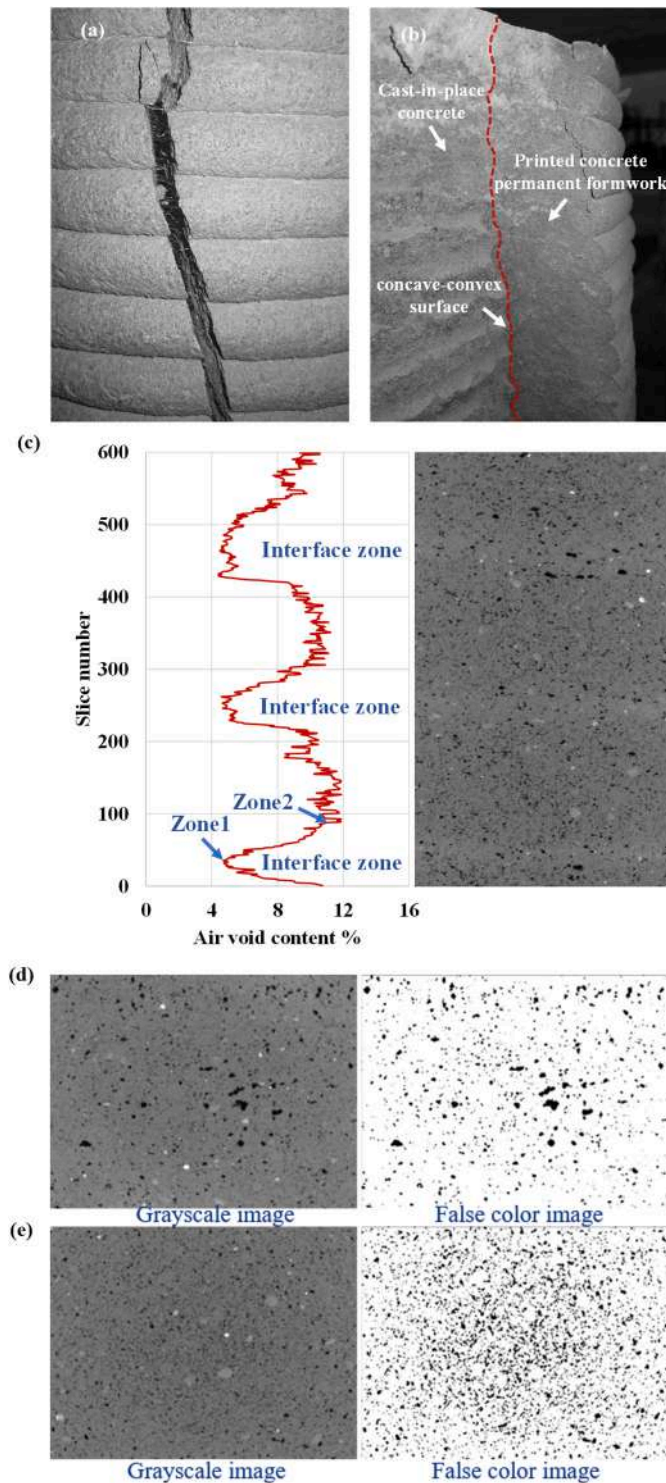 (a)
(b)
Cast-in-place
concrete
Printed concrete
permanent formwork
concave-convex
surface
(c)
600
500
400
300
200
100
0
Slice number
Interface zone
Interface zone
Zone2
Zone1
Interface zone
0
4
8
12
16
Air void content %
(d)
Grayscale image
False color image
(e)
Grayscale image
False color image